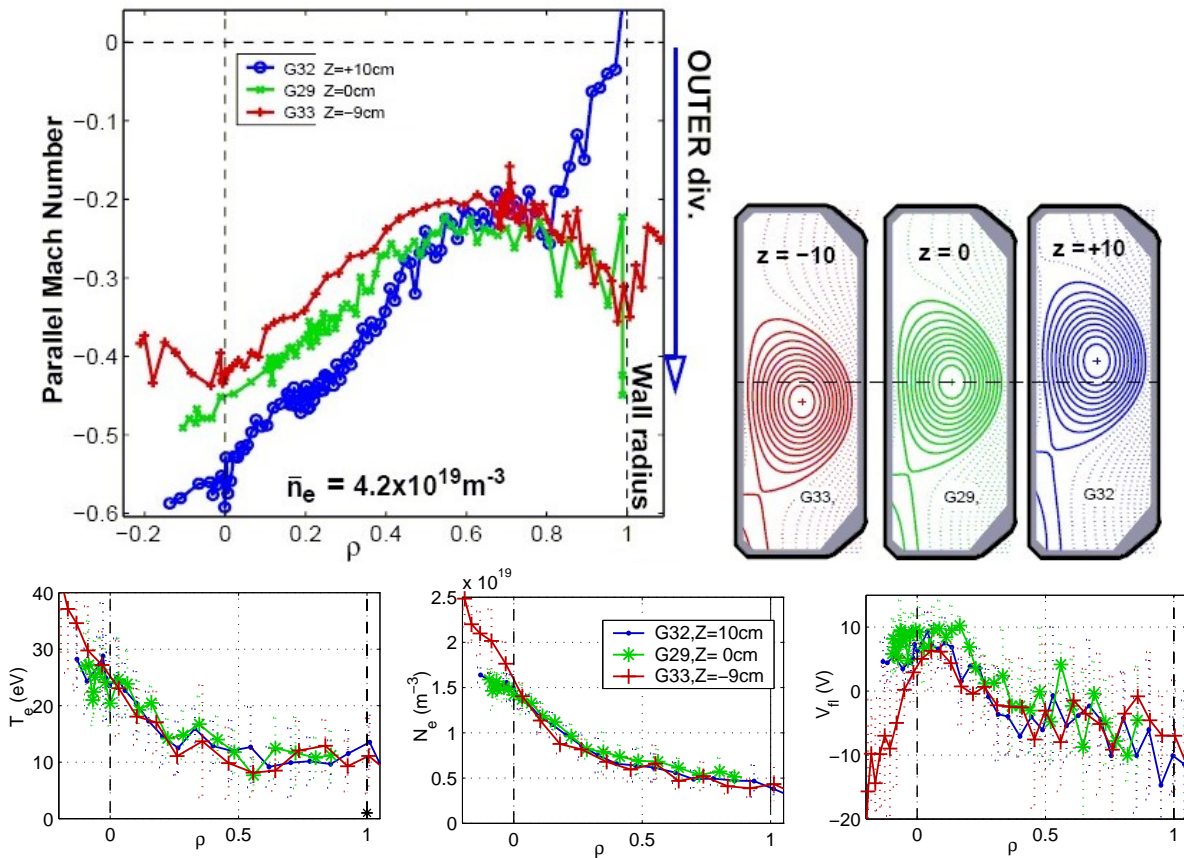 0
−0.1
−0.2
−0.3
−0.4
−0.5
−0.6
Parallel Mach Number
G32 Z=+10cm
G29 Z=0cm
G33 Z=−9cm
n̄e = 4.2x10¹⁹m⁻³
Wall radius
OUTER div.
−0.2 0 0.2 0.4 0.6 0.8 1
ρ
z = −10
z = 0
z = +10
G33,
G29,
G32
40
30
20
10
0
Te (eV)
0 0.5 1
ρ
x 10¹⁹
2.5
2
1.5
1
0.5
0
Ne (m⁻³)
G32,Z=10cm
G29,Z= 0cm
G33,Z=−9cm
0 0.5 1
ρ
10
0
−10
−20
Vfl (V)
0 0.5 1
ρ